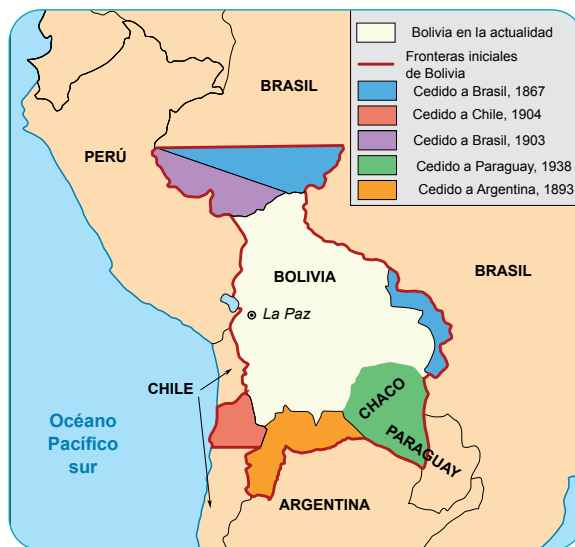 Bolivia en la actualidad
Fronteras iniciales
de Bolivia
Cedido a Brasil, 1867
Cedido a Chile, 1904
Cedido a Brasil, 1903
Cedido a Paraguay, 1938
Cedido a Argentina, 1893
BRASIL
PERÚ
BOLIVIA
BRASIL
La Paz
CHILE
CHACO
PARAGUAY
Océano
Pacífico
sur
ARGENTINA